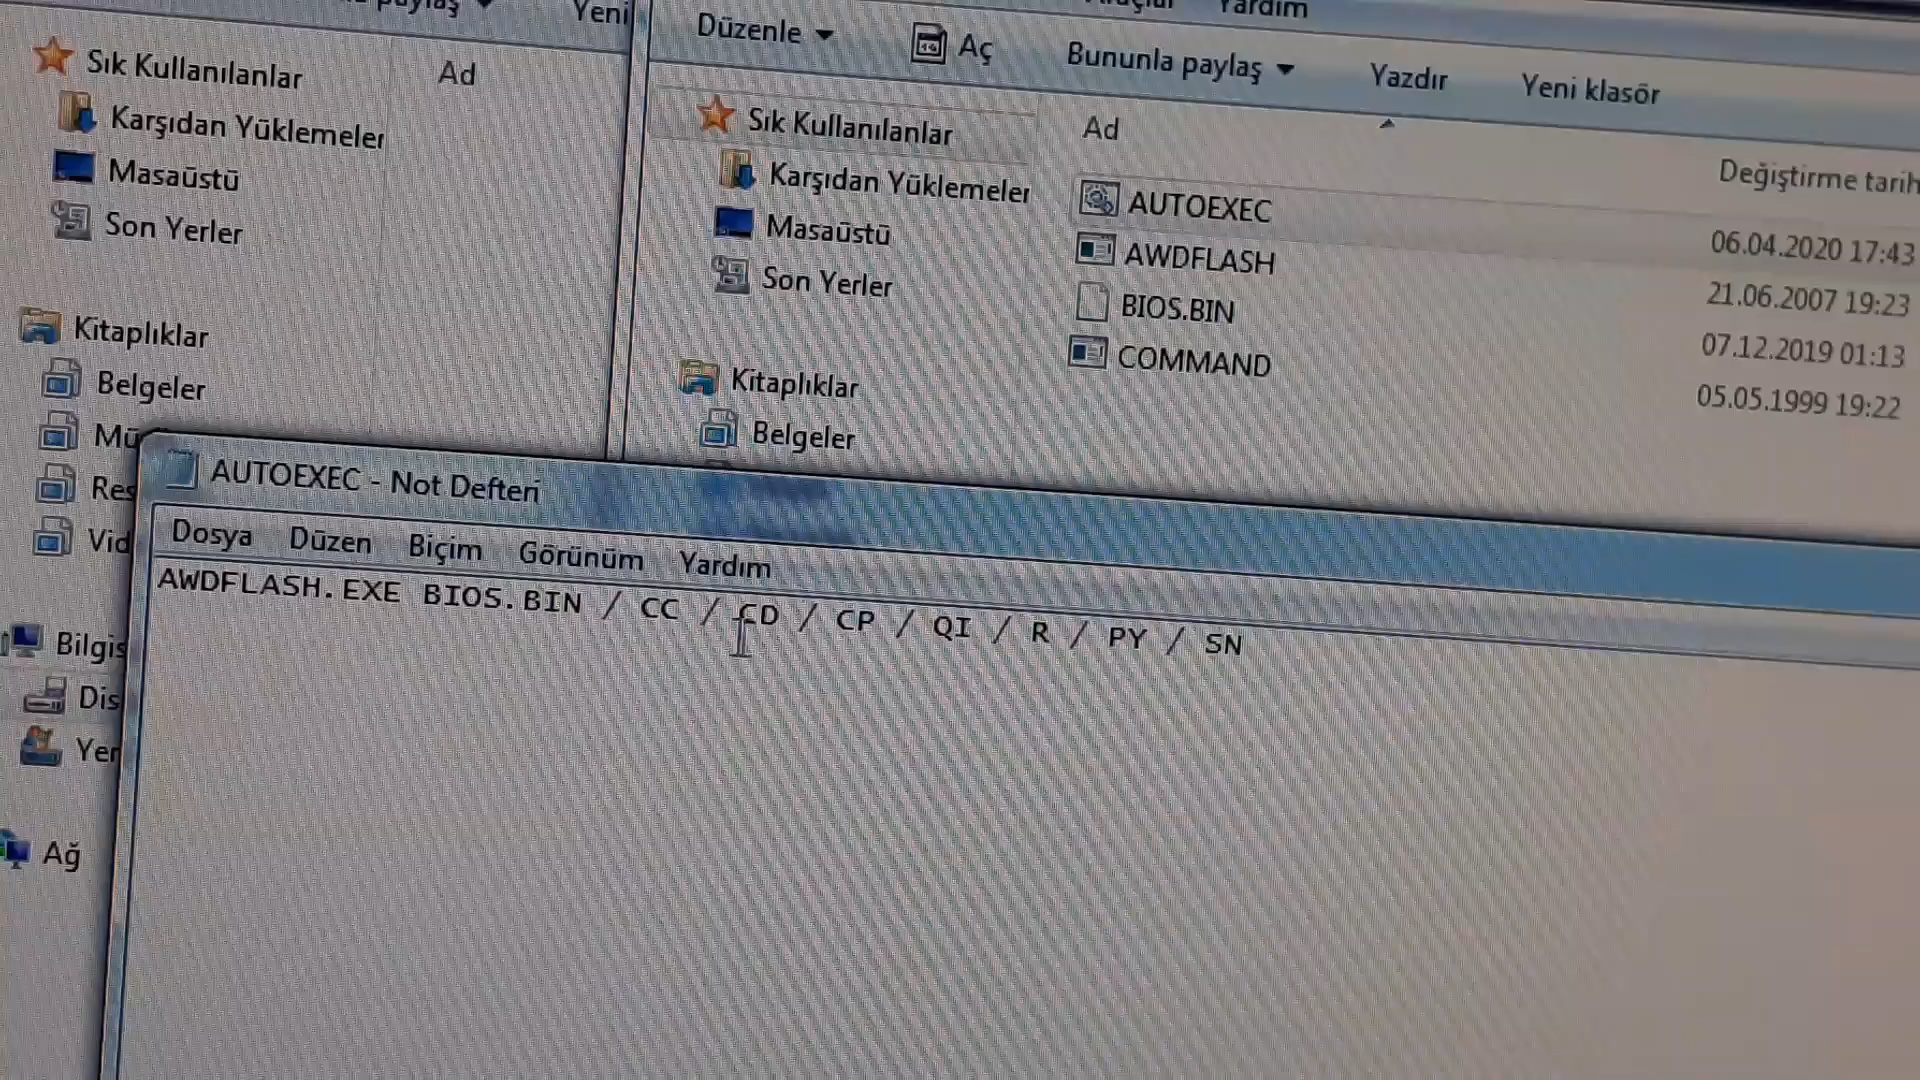 Yeni
Sık Kullanılanlar
Karşıdan Yüklemeler
Masaüstü
Son Yerler
Kitaplıklar
Belgeler
Ağ
Ad
Yardım
Düzenle
Aç
Bununla paylaş
Yazdır
Yeni klasör
Sık Kullanılanlar
Karşıdan Yüklemeler
Masaüstü
Son Yerler
Kitaplıklar
Belgeler
Ad
Değiştirme tarih
AUTOEXEC
06.04.2020 17:43
AWDFLASH
21.06.2007 19:23
BIOS.BIN
07.12.2019 01:13
COMMAND
05.05.1999 19:22
AUTOEXEC - Not Defteri
Dosya Düzen Biçim Görünüm Yardım
AWDFLASH.EXE BIOS.BIN / CC / CD / CP / QI / R / PY / SN